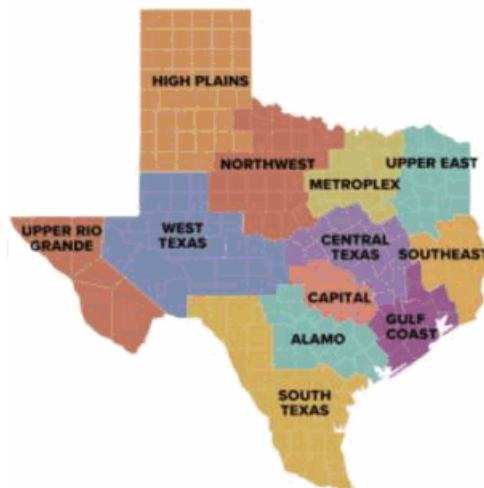 HIGH PLAINS
NORTHWEST
UPPER EAST
METROPLEX
UPPER RIO
GRANDE
WEST
TEXAS
CENTRAL
TEXAS
SOUTHEAST
CAPITAL
GULF
COAST
ALAMO
SOUTH
TEXAS